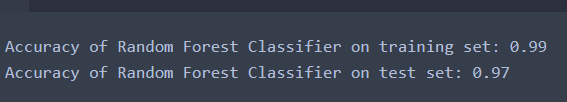 Accuracy of Random Forest Classifier on training set: 0.99
Accuracy of Random Forest Classifier on test set: 0.97